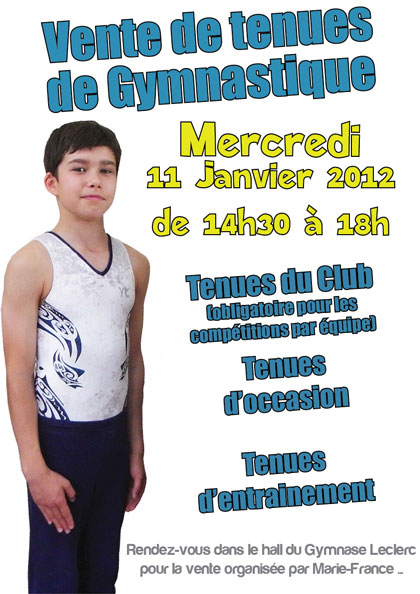 Vente de tenues
de Gymnastique
Mercredi
11 Janvier 2012
de 14h30 à 18h
Tenues du Club
(obligatoire pour les
compétitions par équipe)
Tenues
d'occasion
Tenues
d'entrainement
Rendez-vous dans le hall du Gymnase Leclerc
pour la vente organisée par Marie-France ...